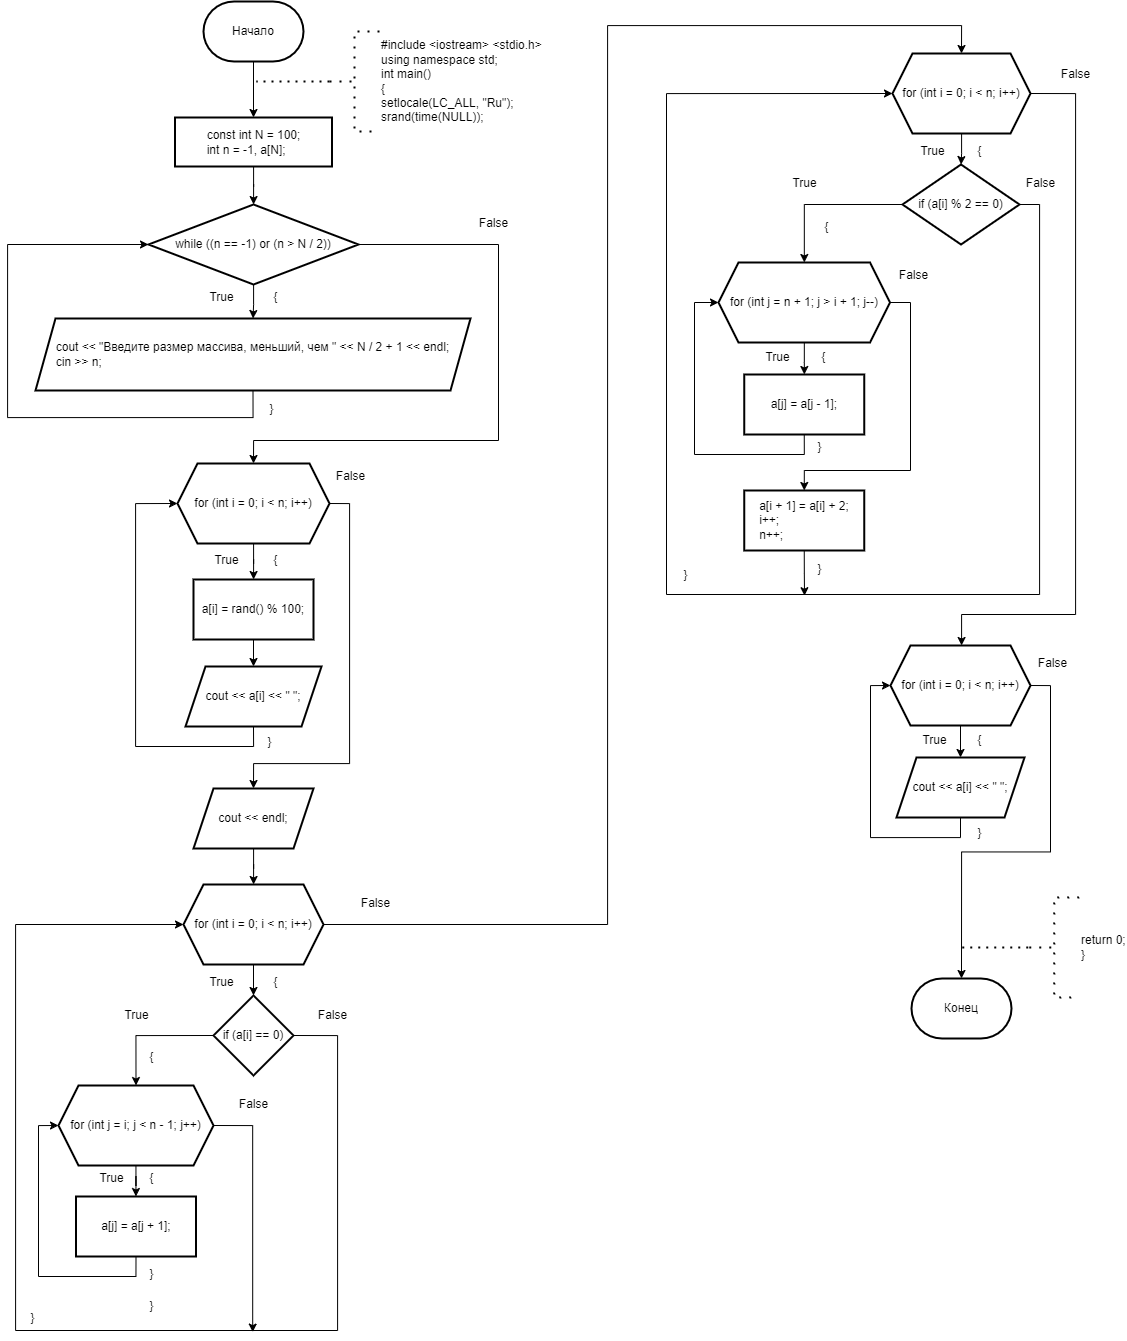 Начало
#include <iostream> <stdio.h>
using namespace std;
int main()
{
setlocale(LC_ALL, "Ru");
srand(time(NULL));
const int N = 100;
int n = -1, a[N];
while ((n == -1) or (n > N / 2))
False
True
{
cout << "Введите размер массива, меньший, чем " << N / 2 + 1 << endl;
cin >> n;
}
for (int i = 0; i < n; i++)
False
True
{
a[i] = rand() % 100;
cout << a[i] << " ";
}
cout << endl;
for (int i = 0; i < n; i++)
False
True
{
if (a[i] == 0)
True
False
{
for (int j = i; j < n - 1; j++)
False
True
{
a[j] = a[j + 1];
}
}
}
for (int i = 0; i < n; i++)
False
True
{
if (a[i] % 2 == 0)
True
False
{
for (int j = n + 1; j > i + 1; j--)
False
True
{
a[j] = a[j - 1];
}
a[i + 1] = a[i] + 2;
i++;
n++;
}
}
for (int i = 0; i < n; i++)
False
True
{
cout << a[i] << " ";
}
return 0;
}
Конец